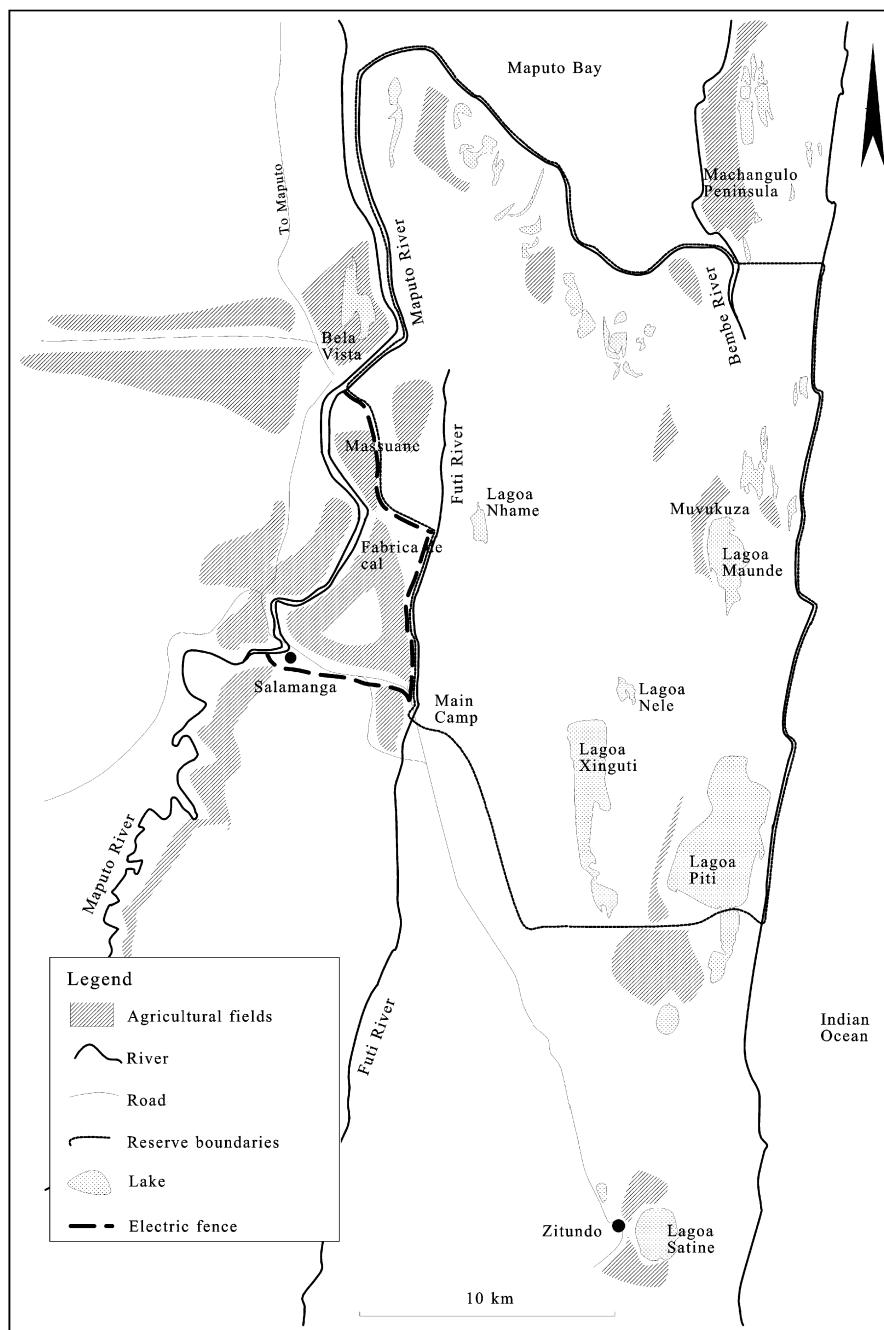 Maputo Bay
To Maputo
Machangulo
Peninsula
Maputo River
Bembe River
Bela
Vista
Massuane
Futi River
Lagoa
Nhame
Muvukuza
Fabrica de
cal
Lagoa
Maunde
Salamanga
Main
Camp
Lagoa
Nele
Lagoa
Xinguti
Lagoa
Piti
Maputo River
Legend
Agricultural fields
River
Road
Reserve boundaries
Lake
Electric fence
Futi River
Indian
Ocean
Zitundo
Lagoa
Satine
10 km